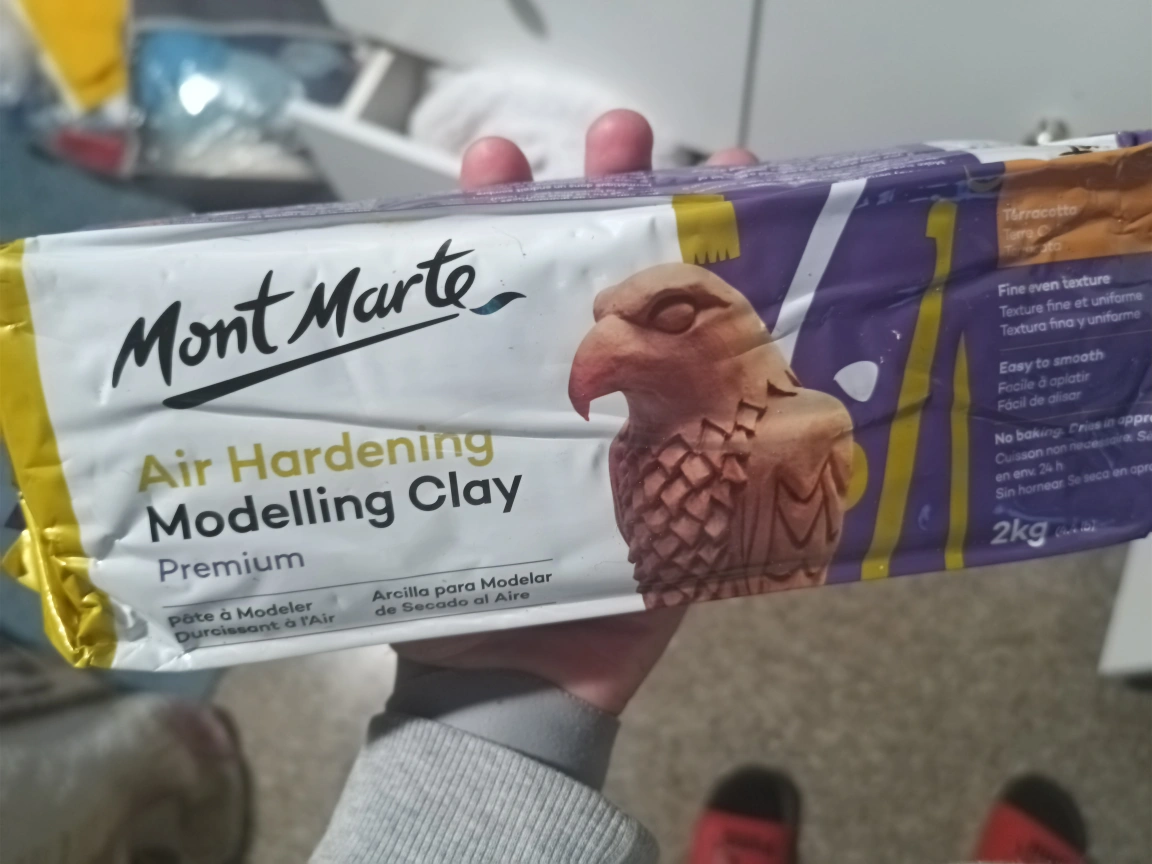 Mont Marte
Air Hardening
Modelling Clay
Premium
Pâte à Modeler
Durcissant à l'Air
Arcilla para Modelar
de Secado al Aire
Terracotta
Fine even texture
Texture fine et uniforme
Textura fina y uniforme
Easy to smooth
Facile à aplatir
Fácil de alisar
No baking. Dries in
Cuisson non nécessaire.
en env. 24 h
Sin hornear. Se seca en
2kg